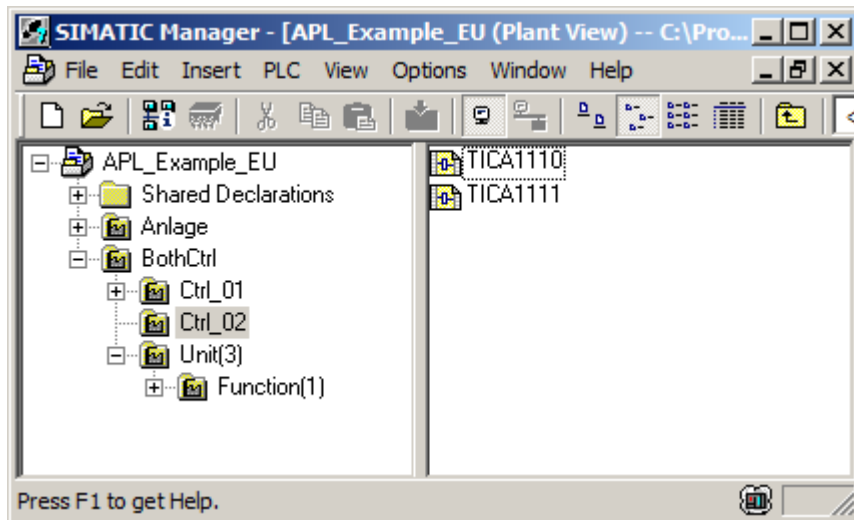 SIMATIC Manager - [APL_Example_EU (Plant View) -- C:\Pro...
File Edit Insert PLC View Options Window Help
APL_Example_EU
Shared Declarations
Anlage
BothCtrl
Ctrl_01
Ctrl_02
Unit(3)
Function(1)
TICA1110
TICA1111
Press F1 to get Help.